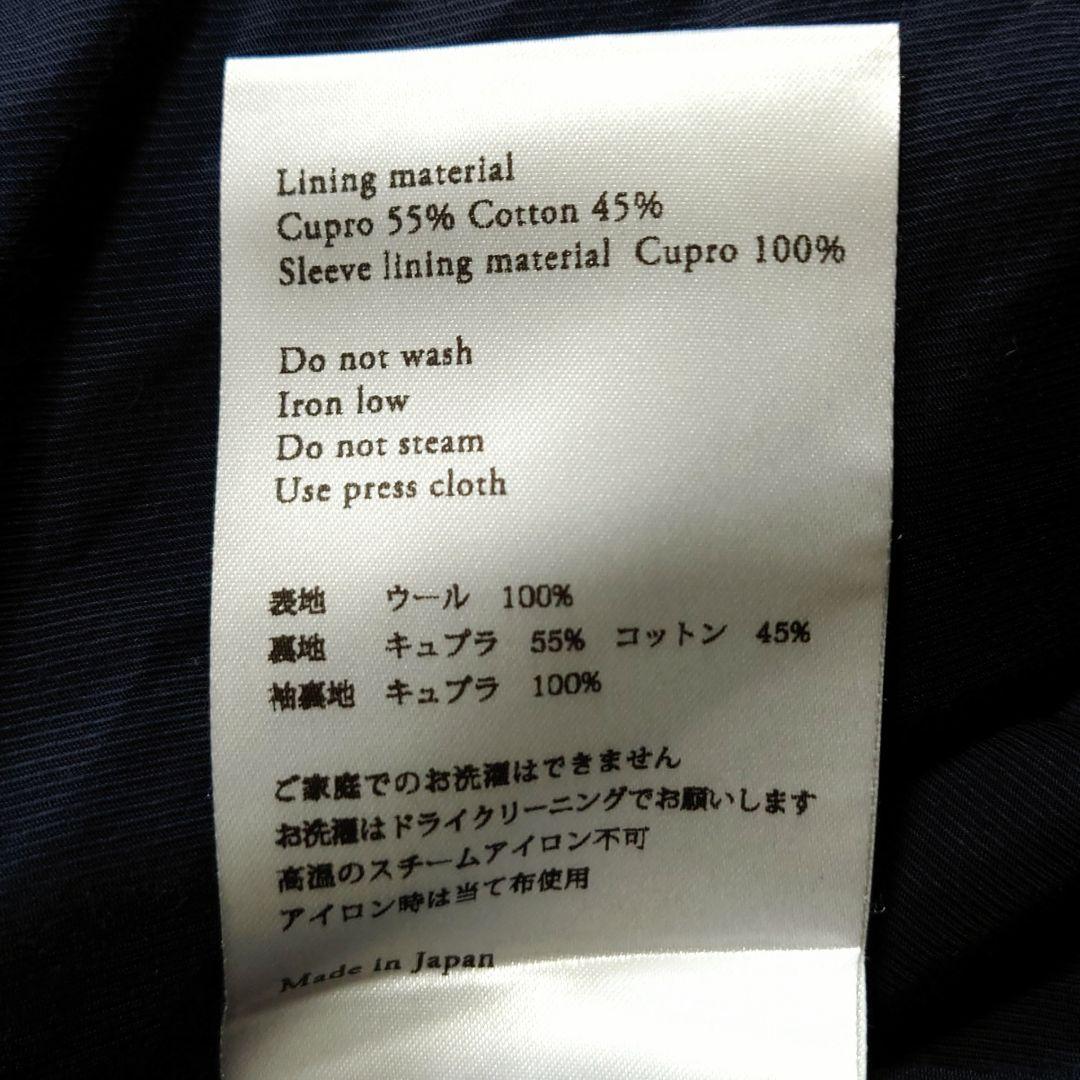 Lining material
Cupro 55% Cotton 45%
Sleeve lining material Cupro 100%
Do not wash
Iron low
Do not steam
Use press cloth
表地 ウール 100%
裏地 キュプラ 55% コットン 45%
袖裏地 キュプラ 100%
ご家庭でのお洗濯はできません
お洗濯はドライクリーニングでお願いします
高温のスチームアイロン不可
アイロン時は当て布使用
Made in Japan